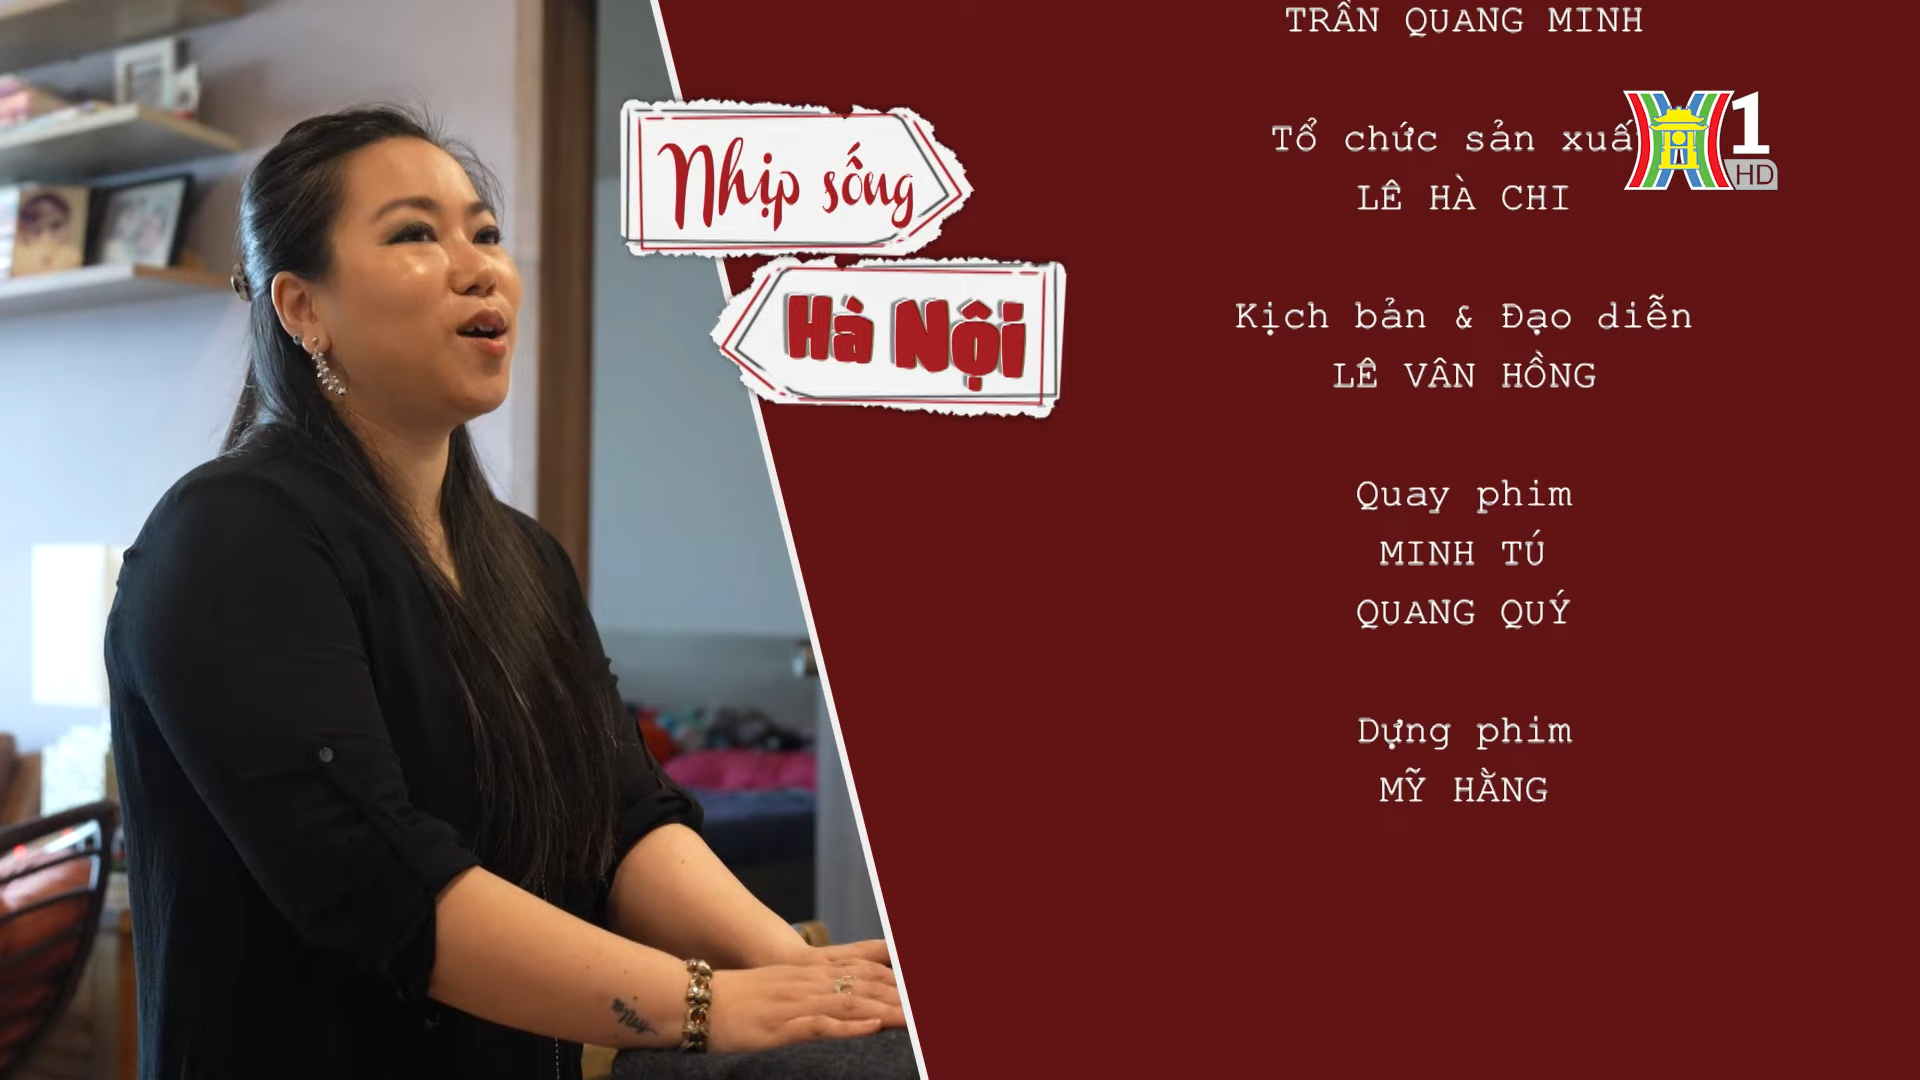 Nhịp sống
Hà Nội
TRẦN QUANG MINH
Tổ chức sản xuấ
LÊ HÀ CHI
Kịch bản & Đạo diễn
LÊ VÂN HỒNG
Quay phim
MINH TÚ
QUANG QUÝ
Dựng phim
MỸ HẰNG
H1
HD